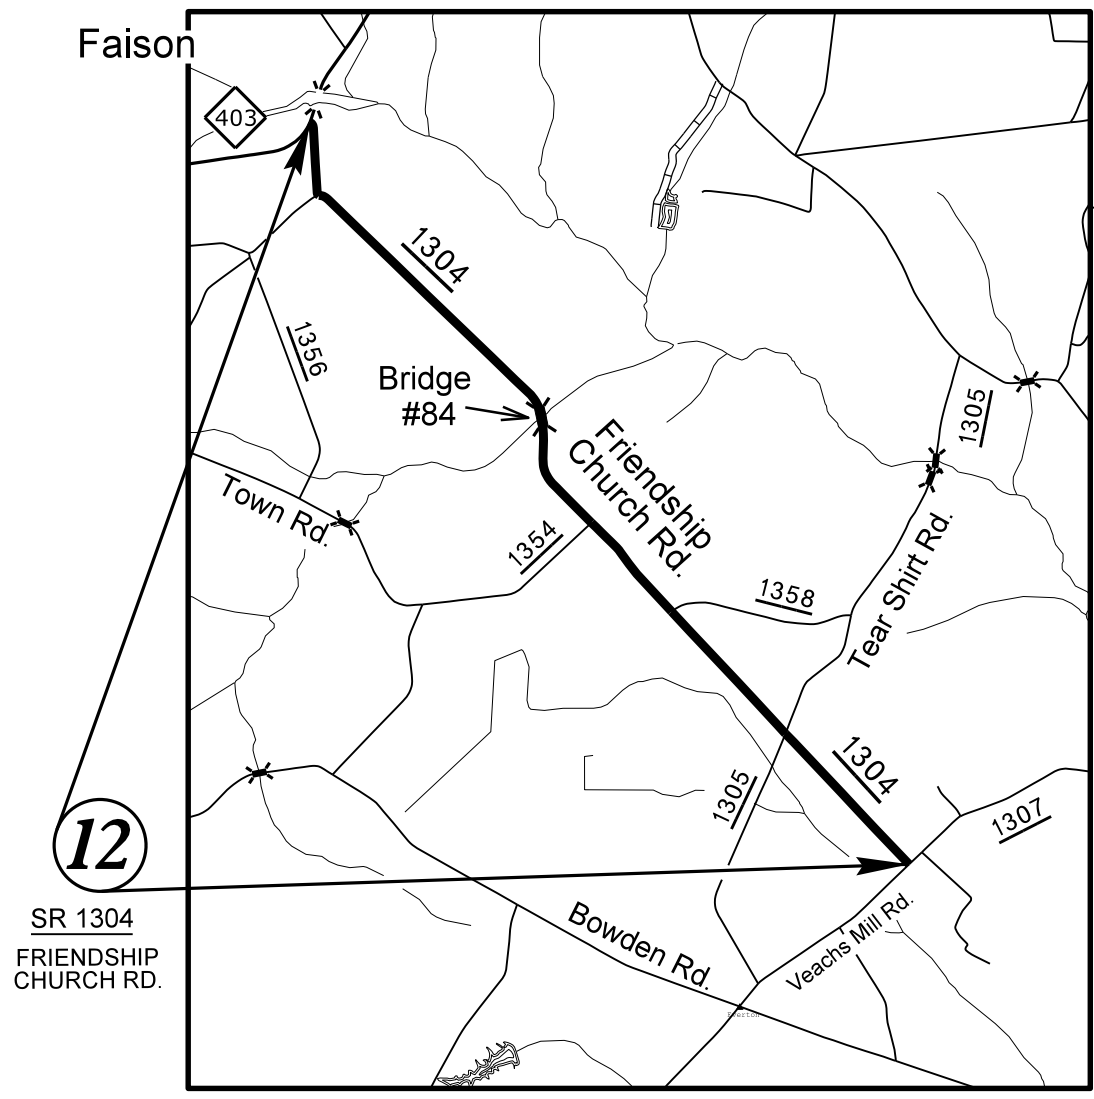 Faison
403
1304
1356
Bridge
#84
1305
Friendship
Church Rd.
Town Rd.
1354
1358
Tear Shirt Rd.
1304
1305
1307
12
SR 1304
FRIENDSHIP
CHURCH RD.
Bowden Rd.
Veachs Mill Rd.
Everton